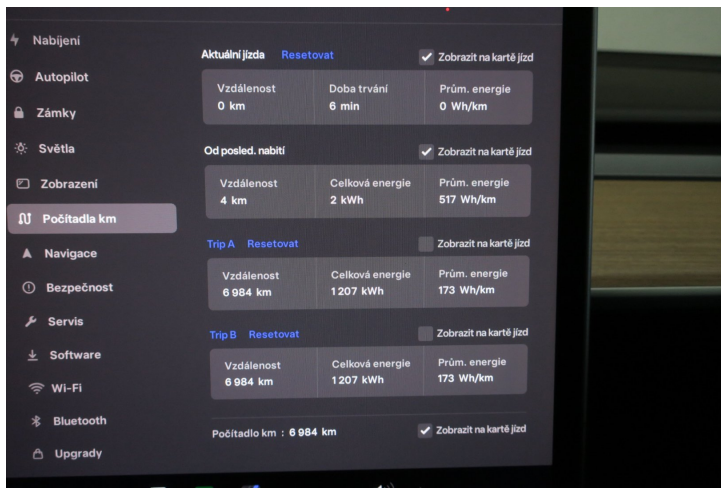 Nabíjení
Autopilot
Zámky
Světla
Zobrazení
Počítadla km
Navigace
Bezpečnost
Servis
Software
Wi-Fi
Bluetooth
Upgrady
Aktuální jízda Resetovat Zobrazit na kartě jízd
Vzdálenost Doba trvání Prům. energie
0 km 6 min 0 Wh/km
Od posled. nabití Zobrazit na kartě jízd
Vzdálenost Celková energie Prům. energie
4 km 2 kWh 517 Wh/km
Trip A Resetovat Zobrazit na kartě jízd
Vzdálenost Celková energie Prům. energie
6 984 km 1 207 kWh 173 Wh/km
Trip B Resetovat Zobrazit na kartě jízd
Vzdálenost Celková energie Prům. energie
6 984 km 1 207 kWh 173 Wh/km
Počítadlo km : 6 984 km Zobrazit na kartě jízd